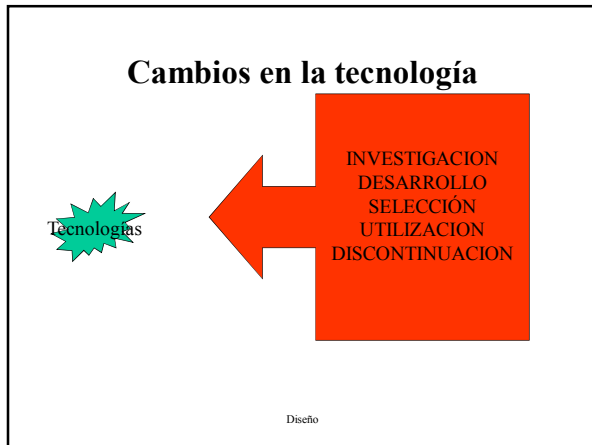 Cambios en la tecnología
INVESTIGACION
DESARROLLO
SELECCIÓN
UTILIZACION
DISCONTINUACION
Tecnologías
Diseño